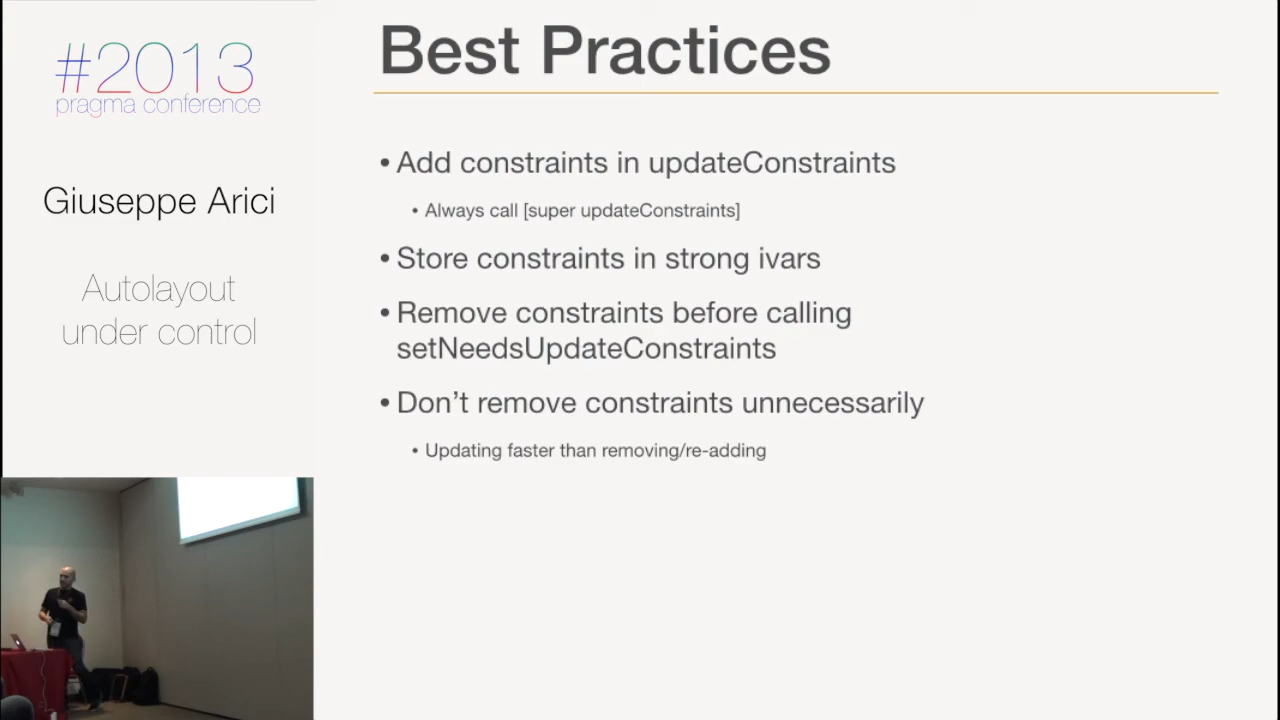 #2013
pragma conference
Giuseppe Arici
Autolayout
under control
Best Practices
• Add constraints in updateConstraints
• Always call [super updateConstraints]
• Store constraints in strong ivars
• Remove constraints before calling
setNeedsUpdateConstraints
• Don’t remove constraints unnecessarily
• Updating faster than removing/re-adding